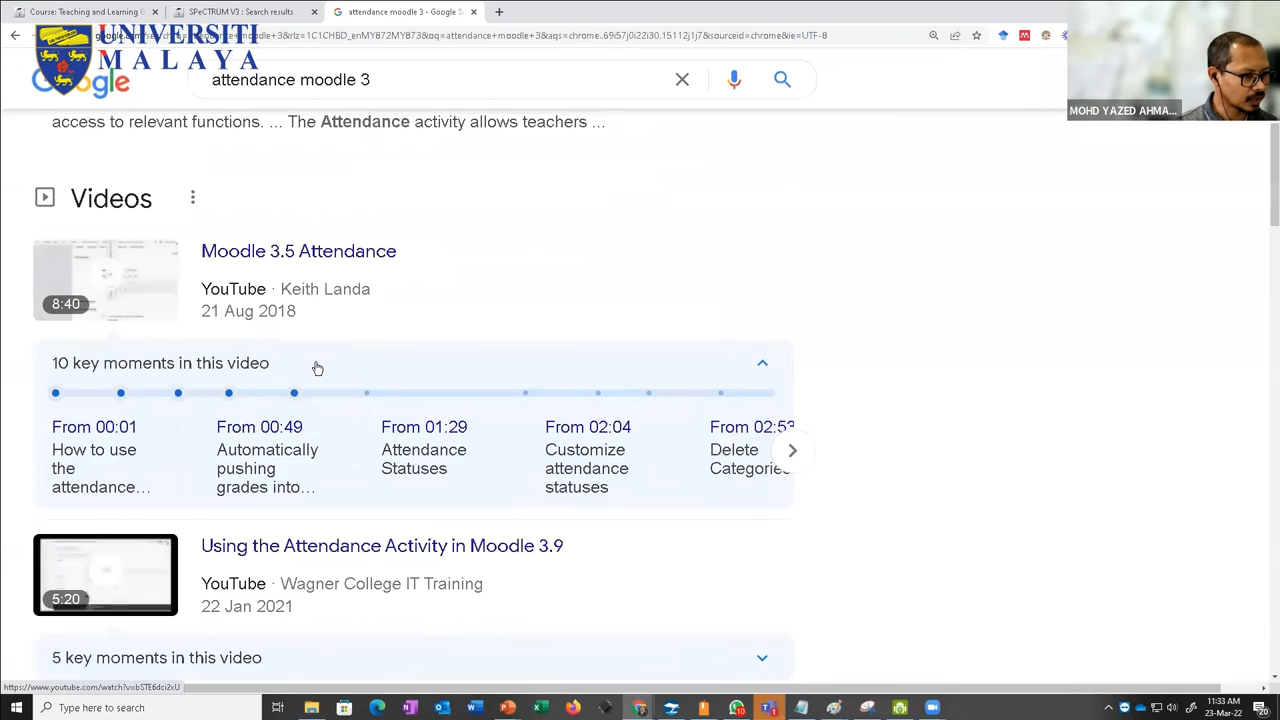 Course: Teaching and Learning G
SPeCTRUM V3 : Search results
attendance moodle 3 - Google Se
UNIVERSITI
MALAYA
attendance moodle 3
MOHD YAZED AHMA...
access to relevant functions. ... The Attendance activity allows teachers ...
Videos
Moodle 3.5 Attendance
8:40
YouTube · Keith Landa
21 Aug 2018
10 key moments in this video
From 00:01
How to use
the
attendance...
From 00:49
Automatically
pushing
grades into...
From 01:29
Attendance
Statuses
From 02:04
Customize
attendance
statuses
From 02:53
Delete
Categories
Using the Attendance Activity in Moodle 3.9
5:20
YouTube · Wagner College IT Training
22 Jan 2021
5 key moments in this video
https://www.youtube.com/watch?v=bSTE6dci2xU
Type here to search
11:33 AM
23-Mar-22
20